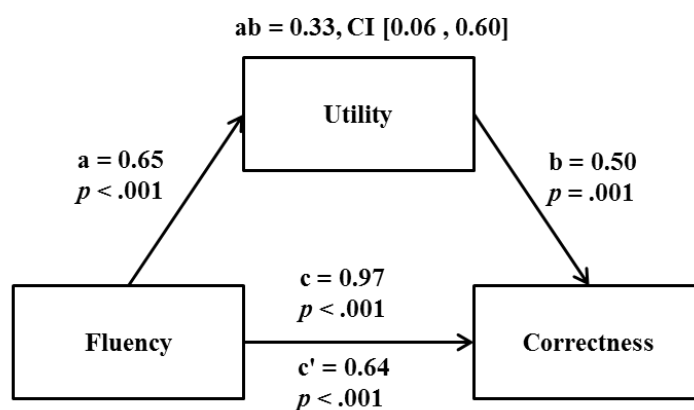 ab = 0.33, CI [0.06 , 0.60]
Utility
a = 0.65
p < .001
b = 0.50
p = .001
c = 0.97
p < .001
Fluency
Correctness
c' = 0.64
p < .001